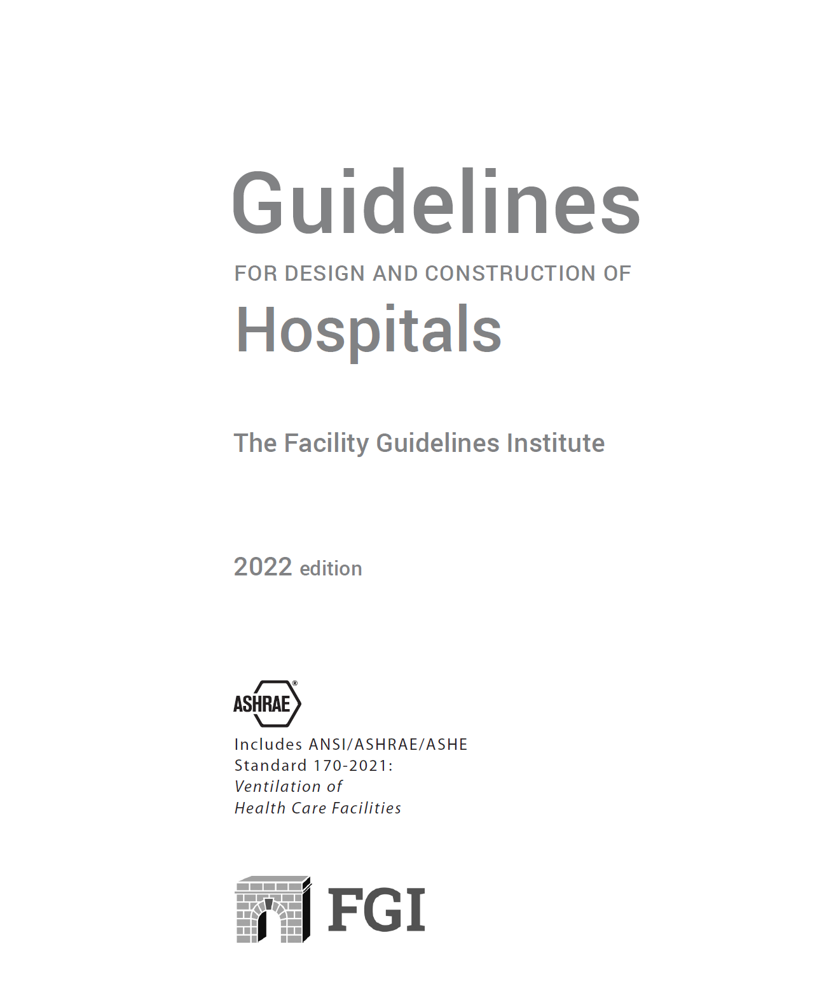 Guidelines
FOR DESIGN AND CONSTRUCTION OF
Hospitals
The Facility Guidelines Institute
2022 edition
ASHRAE®
Includes ANSI/ASHRAE/ASHE
Standard 170-2021:
Ventilation of
Health Care Facilities
FGI